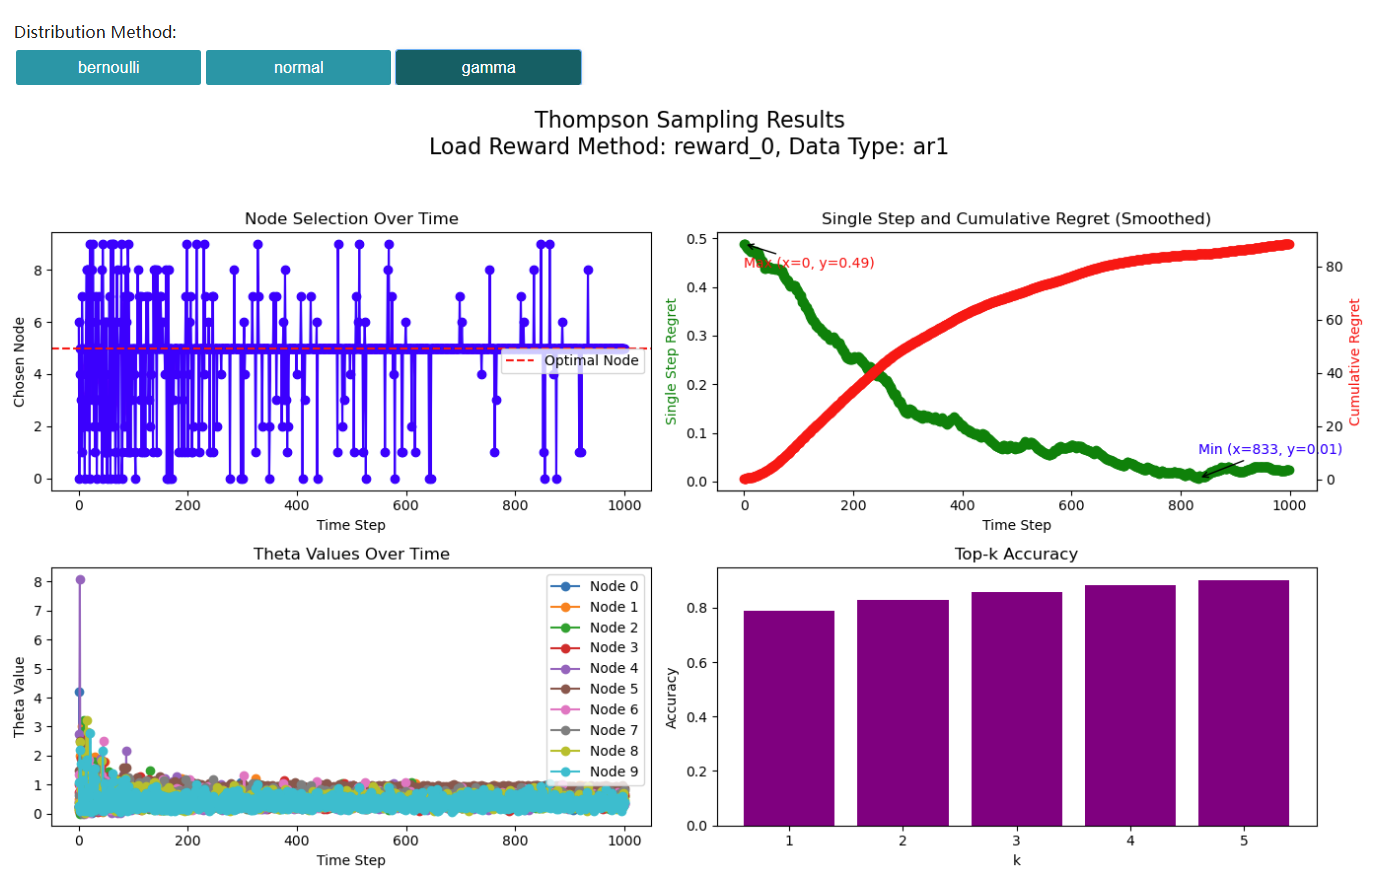 Distribution Method:
bernoulli normal gamma
Thompson Sampling Results
Load Reward Method: reward_0, Data Type: ar1
Node Selection Over Time
Chosen Node
8
6
4
2
0
Optimal Node
0 200 400 600 800 1000
Time Step
Single Step and Cumulative Regret (Smoothed)
Single Step Regret
0.5
0.4
0.3
0.2
0.1
0.0
Max (x=0, y=0.49)
Min (x=833, y=0.01)
80
60
40
20
0
Cumulative Regret
0 200 400 600 800 1000
Time Step
Theta Values Over Time
Theta Value
8
7
6
5
4
3
2
1
0
Node 0
Node 1
Node 2
Node 3
Node 4
Node 5
Node 6
Node 7
Node 8
Node 9
0 200 400 600 800 1000
Time Step
Top-k Accuracy
Accuracy
0.8
0.6
0.4
0.2
0.0
1 2 3 4 5
k